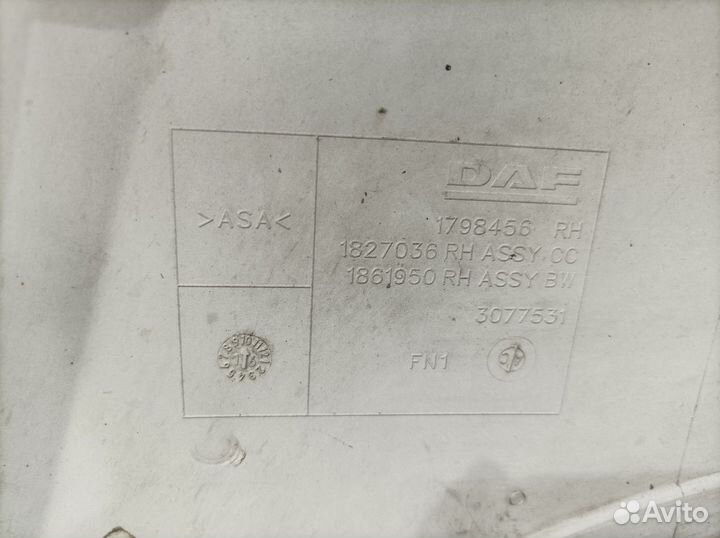 DAF
>ASA<
1798456 RH
1827036 RH ASSY CC
1861950 RH ASSY BW
3077531
FN1
Avito